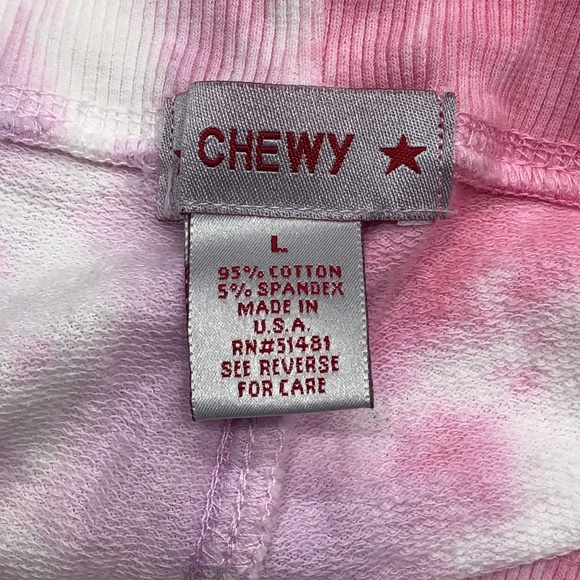 CHEWY ★
L
95% COTTON
5% SPANDEX
MADE IN
U.S.A.
RN#51481
SEE REVERSE
FOR CARE